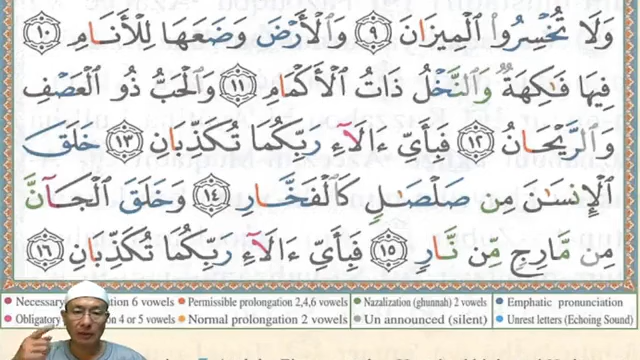 وَلَا تُخْسِرُوا۟ ٱلْمِيزَانَ ٩ وَٱلْأَرْضَ وَضَعَهَا لِلْأَنَامِ ١٠
فِيهَا فَٰكِهَةٌ وَٱلنَّخْلُ ذَاتُ ٱلْأَكْمَامِ ١١ وَٱلْحَبُّ ذُو ٱلْعَصْفِ
وَٱلرَّيْحَانُ ١٢ فَبِأَىِّ ءَالَآءِ رَبِّكُمَا تُكَذِّبَانِ ١٣ خَلَقَ
ٱلْإِنسَٰنَ مِن صَلْصَٰلٍ كَٱلْفَخَّارِ ١٤ وَخَلَقَ ٱلْجَآنَّ
مِن مَّارِجٍ مِّن نَّارٍ ١٥ فَبِأَىِّ ءَالَآءِ رَبِّكُمَا تُكَذِّبَانِ ١٦
Necessary ation 6 vowels Permissible prolongation 2,4,6 vowels Nazalization (ghunnah) 2 vowels Emphatic pronunciation
Obligatory on 4 or 5 vowels Normal prolongation 2 vowels Un announced (silent) Unrest letters (Echoing Sound)